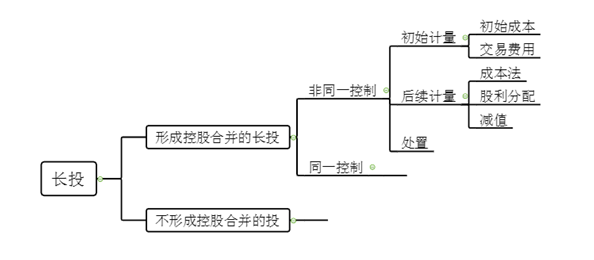 初始成本
初始计量
交易费用
成本法
非同一控制
后续计量
股利分配
减值
形成控股合并的长投
处置
同一控制
长投
不形成控股合并的投